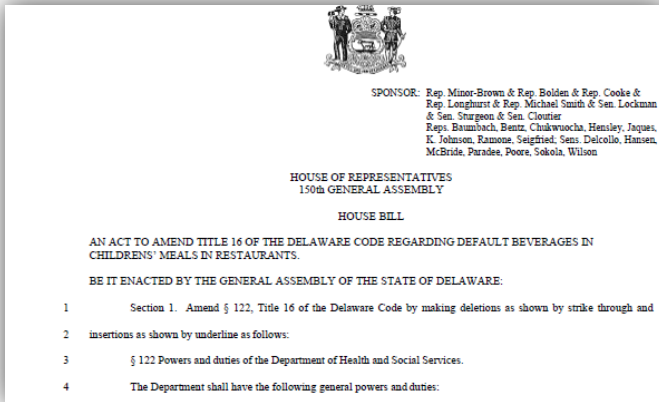 SPONSOR: Rep. Minor-Brown & Rep. Bolden & Rep. Cooke &
Rep. Longhurst & Rep. Michael Smith & Sen. Lockman
& Sen. Sturgeon & Sen. Cloutier
Reps. Baumbach, Bentz, Chukwuocha, Hensley, Jaques,
K. Johnson, Ramone, Seigfried; Sens. Delcollo, Hansen,
McBride, Paradee, Poore, Sokola, Wilson
HOUSE OF REPRESENTATIVES
150th GENERAL ASSEMBLY
HOUSE BILL
AN ACT TO AMEND TITLE 16 OF THE DELAWARE CODE REGARDING DEFAULT BEVERAGES IN
CHILDRENS' MEALS IN RESTAURANTS.
BE IT ENACTED BY THE GENERAL ASSEMBLY OF THE STATE OF DELAWARE:
1 Section 1. Amend § 122, Title 16 of the Delaware Code by making deletions as shown by strike through and
2 insertions as shown by underline as follows:
3 § 122 Powers and duties of the Department of Health and Social Services.
4 The Department shall have the following general powers and duties: